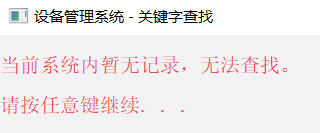 设备管理系统 - 关键字查找
当前系统内暂无记录，无法查找。
请按任意键继续. . .